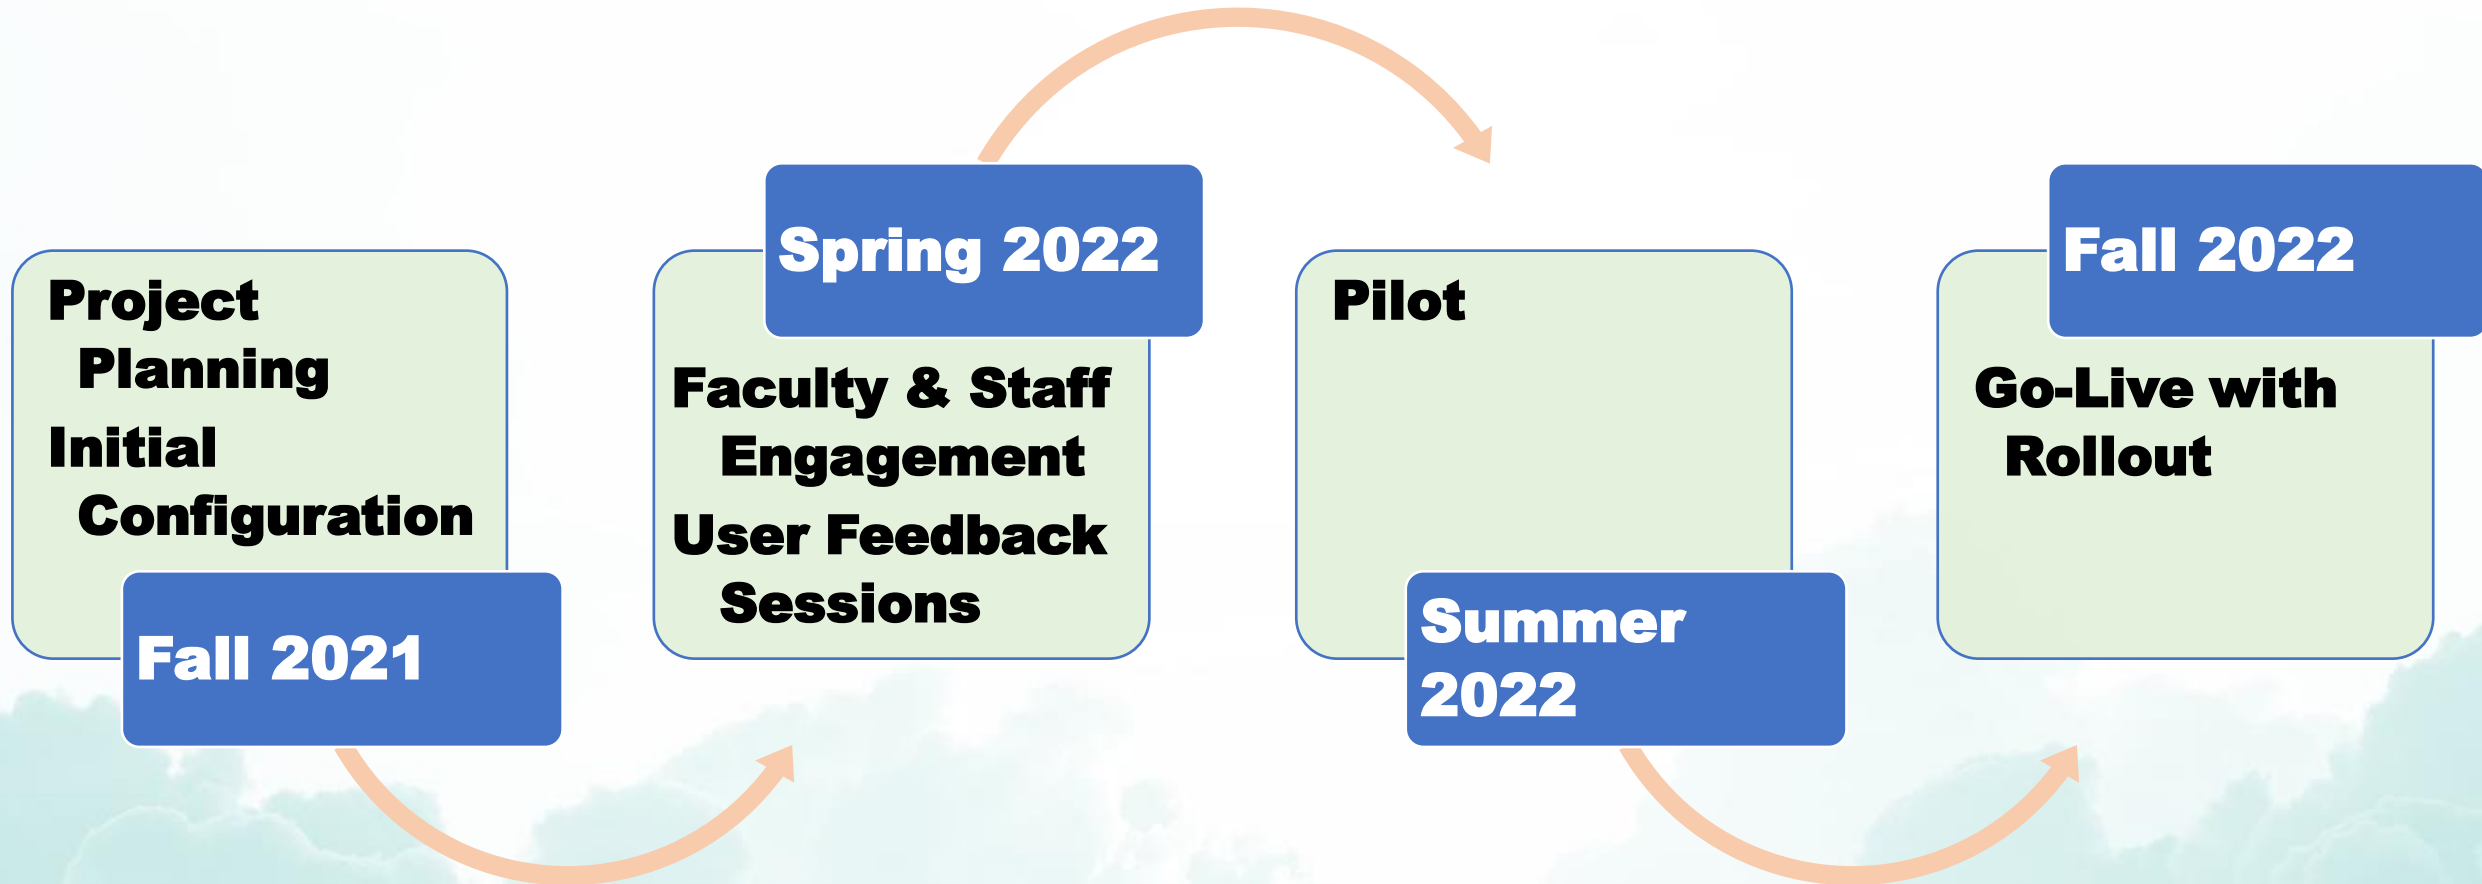 Project
Planning
Initial
Configuration
Fall 2021
Spring 2022
Faculty & Staff
Engagement
User Feedback
Sessions
Pilot
Summer
2022
Fall 2022
Go-Live with
Rollout